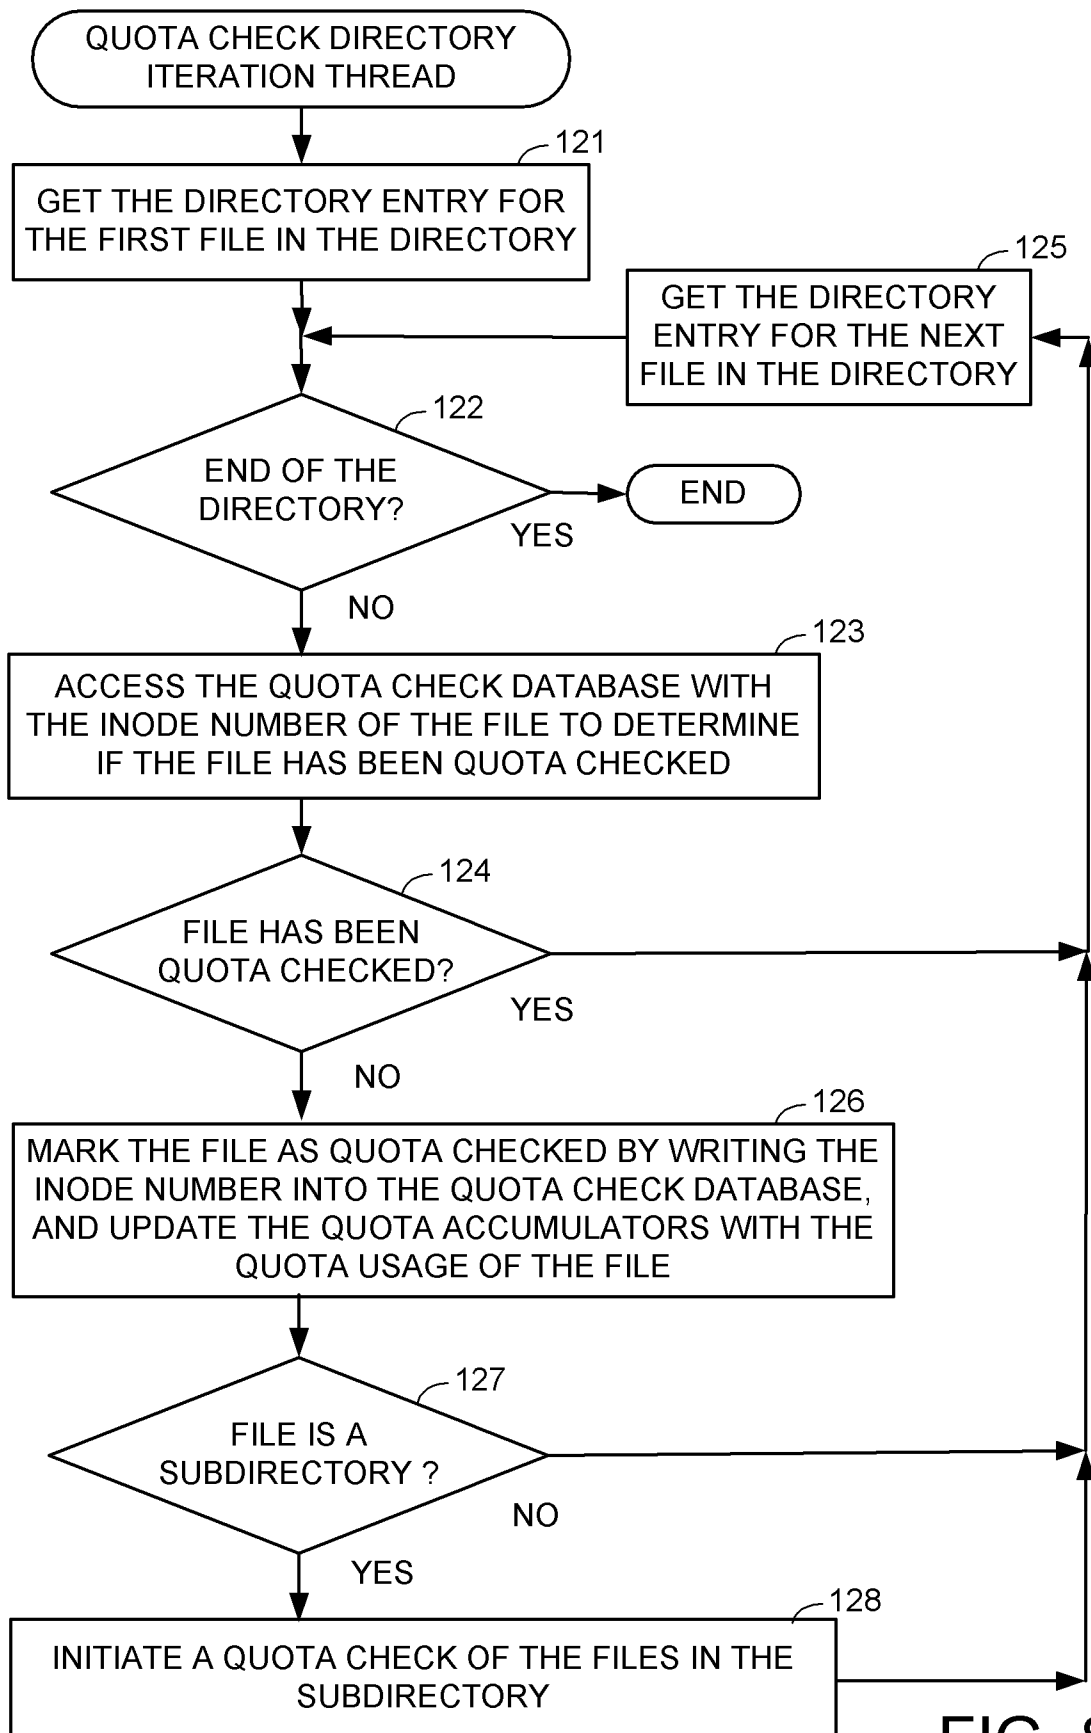 QUOTA CHECK DIRECTORY
ITERATION THREAD
121
GET THE DIRECTORY ENTRY FOR
THE FIRST FILE IN THE DIRECTORY
125
GET THE DIRECTORY
ENTRY FOR THE NEXT
FILE IN THE DIRECTORY
122
END OF THE
DIRECTORY?
END
YES
NO
123
ACCESS THE QUOTA CHECK DATABASE WITH
THE INODE NUMBER OF THE FILE TO DETERMINE
IF THE FILE HAS BEEN QUOTA CHECKED
124
FILE HAS BEEN
QUOTA CHECKED?
YES
NO
126
MARK THE FILE AS QUOTA CHECKED BY WRITING THE
INODE NUMBER INTO THE QUOTA CHECK DATABASE,
AND UPDATE THE QUOTA ACCUMULATORS WITH THE
QUOTA USAGE OF THE FILE
127
FILE IS A
SUBDIRECTORY ?
NO
YES
128
INITIATE A QUOTA CHECK OF THE FILES IN THE
SUBDIRECTORY
FIG.